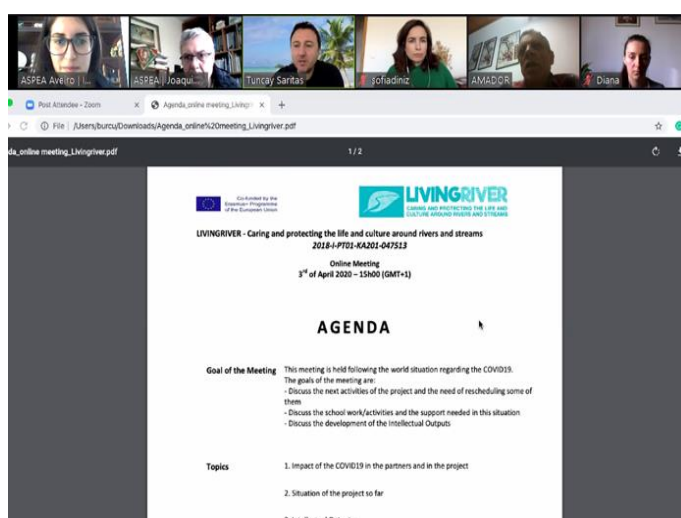 ASPEA Aveiro | I...
ASPEA | Joaqui...
Tuncay Saritas
sofiadiniz
AMADOR
Diana
Post Attendee - Zoom
Agenda_online meeting_Livingr
File | /Users/burcu/Downloads/Agenda_online%20meeting_Livingriver.pdf
da_online meeting_Livingriver.pdf
1 / 2
Co-funded by the
Erasmus+ Programme
of the European Union
LIVINGRIVER
CARING AND PROTECTING THE LIFE AND
CULTURE AROUND RIVERS AND STREAMS
LIVINGRIVER - Caring and protecting the life and culture around rivers and streams
2018-I-PT01-KA201-047513
Online Meeting
3rd of April 2020 – 15h00 (GMT+1)
AGENDA
Goal of the Meeting
This meeting is held following the world situation regarding the COVID19.
The goals of the meeting are:
- Discuss the next activities of the project and the need of rescheduling some of
them
- Discuss the school work/activities and the support needed in this situation
- Discuss the development of the Intellectual Outputs
Topics
1. Impact of the COVID19 in the partners and in the project
2. Situation of the project so far